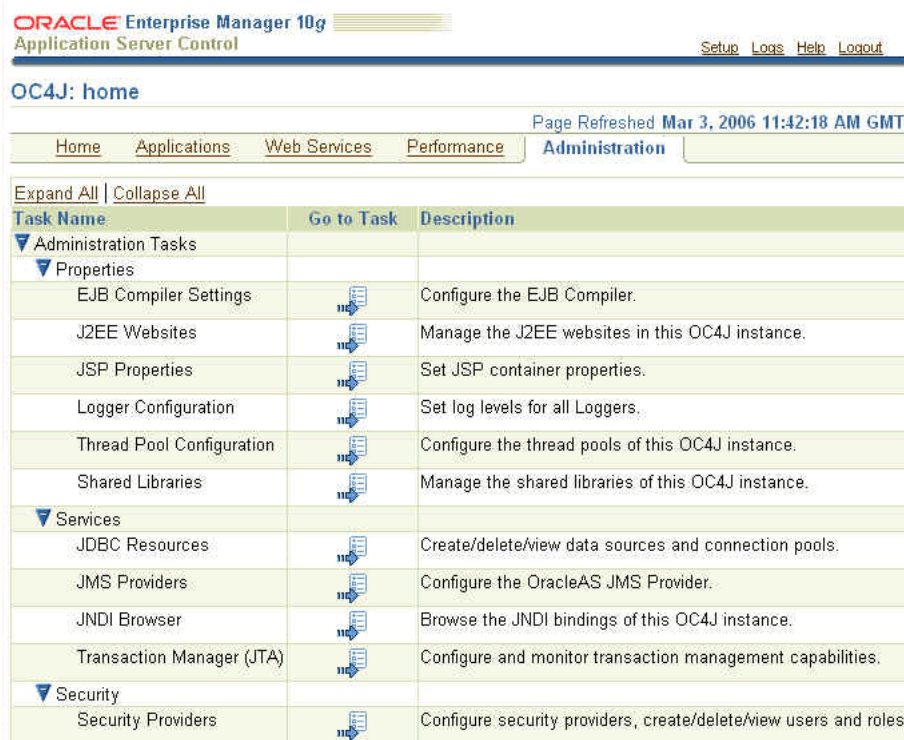 ORACLE Enterprise Manager 10g
Application Server Control
Setup Logs Help Logout
OC4J: home
Page Refreshed Mar 3, 2006 11:42:18 AM GMT
Home Applications Web Services Performance Administration
Expand All | Collapse All
Task Name Go to Task Description
Administration Tasks
Properties
EJB Compiler Settings Configure the EJB Compiler.
J2EE Websites Manage the J2EE websites in this OC4J instance.
JSP Properties Set JSP container properties.
Logger Configuration Set log levels for all Loggers.
Thread Pool Configuration Configure the thread pools of this OC4J instance.
Shared Libraries Manage the shared libraries of this OC4J instance.
Services
JDBC Resources Create/delete/view data sources and connection pools.
JMS Providers Configure the OracleAS JMS Provider.
JNDI Browser Browse the JNDI bindings of this OC4J instance.
Transaction Manager (JTA) Configure and monitor transaction management capabilities.
Security
Security Providers Configure security providers, create/delete/view users and roles